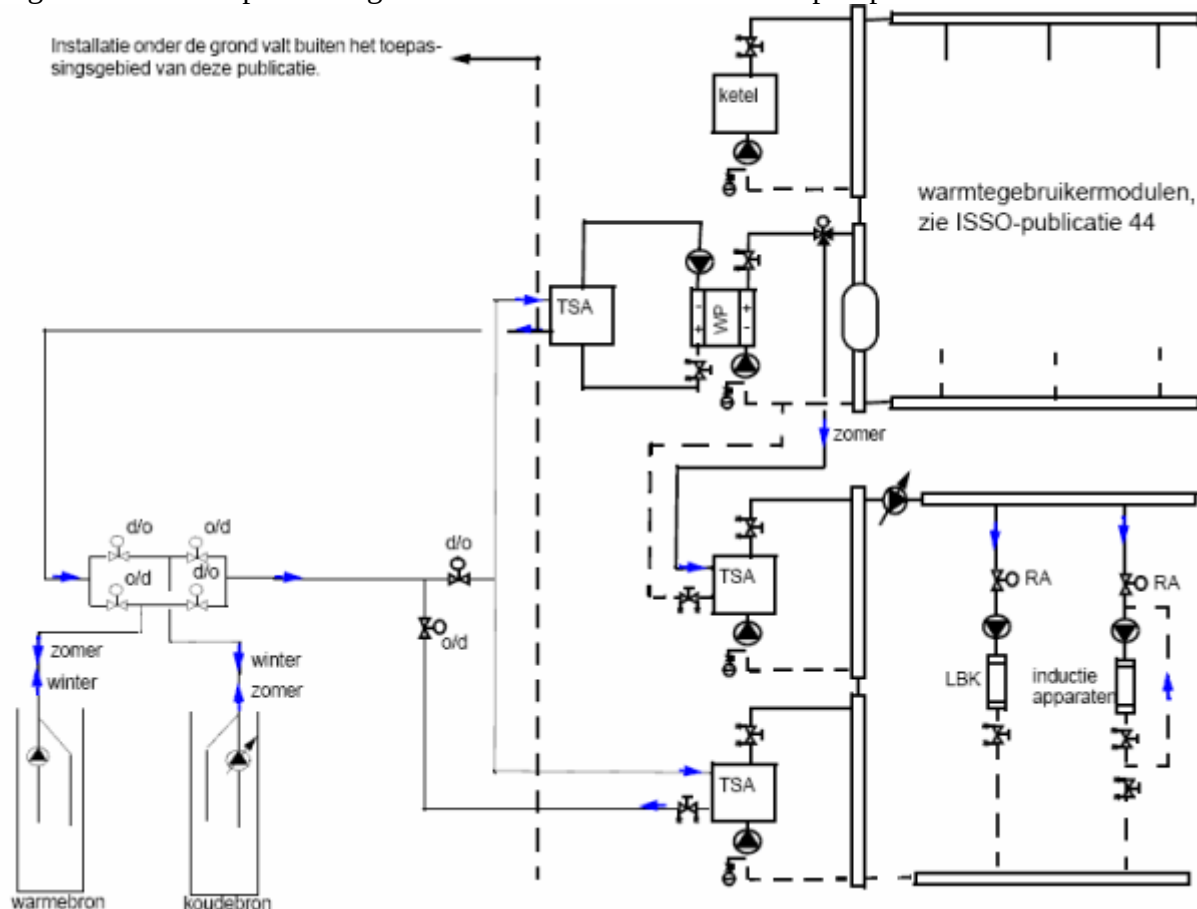 Installatie onder de grond valt buiten het toepas-
singsgebied van deze publicatie.
ketel
warmtegebruikermodulen,
zie ISSO-publicatie 44
TSA
- +
WP
+ -
zomer
d/o
o/d
o/d
d/o
d/o
o/d
TSA
RA
RA
zomer
winter
winter
zomer
LBK
inductie
apparaten
TSA
warmebron
koudebron